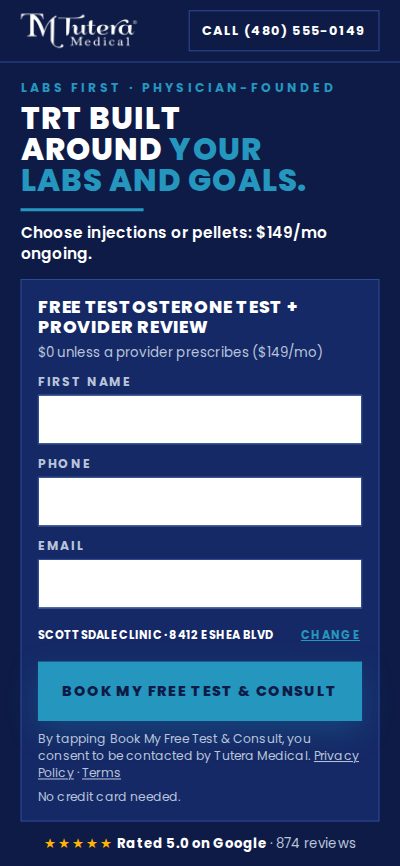 TM Tutera®
Medical
CALL (480) 555-0149
LABS FIRST · PHYSICIAN-FOUNDED
TRT BUILT
AROUND YOUR
LABS AND GOALS.
Choose injections or pellets: $149/mo
ongoing.
FREE TESTOSTERONE TEST +
PROVIDER REVIEW
$0 unless a provider prescribes ($149/mo)
FIRST NAME
PHONE
EMAIL
SCOTTSDALE CLINIC · 8412 E SHEA BLVD CHANGE
BOOK MY FREE TEST & CONSULT
By tapping Book My Free Test & Consult, you
consent to be contacted by Tutera Medical. Privacy
Policy · Terms
No credit card needed.
★★★★★ Rated 5.0 on Google · 874 reviews